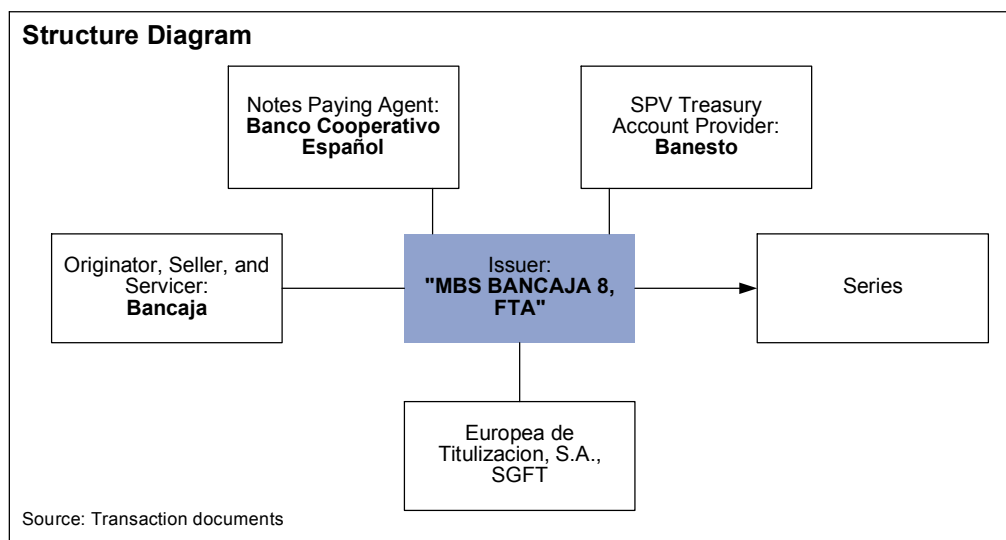 Structure Diagram
Notes Paying Agent:
Banco Cooperativo
Español
SPV Treasury
Account Provider:
Banesto
Originator, Seller, and
Servicer:
Bancaja
Issuer:
"MBS BANCAJA 8,
FTA"
Series
Europea de
Titulizacion, S.A.,
SGFT
Source: Transaction documents